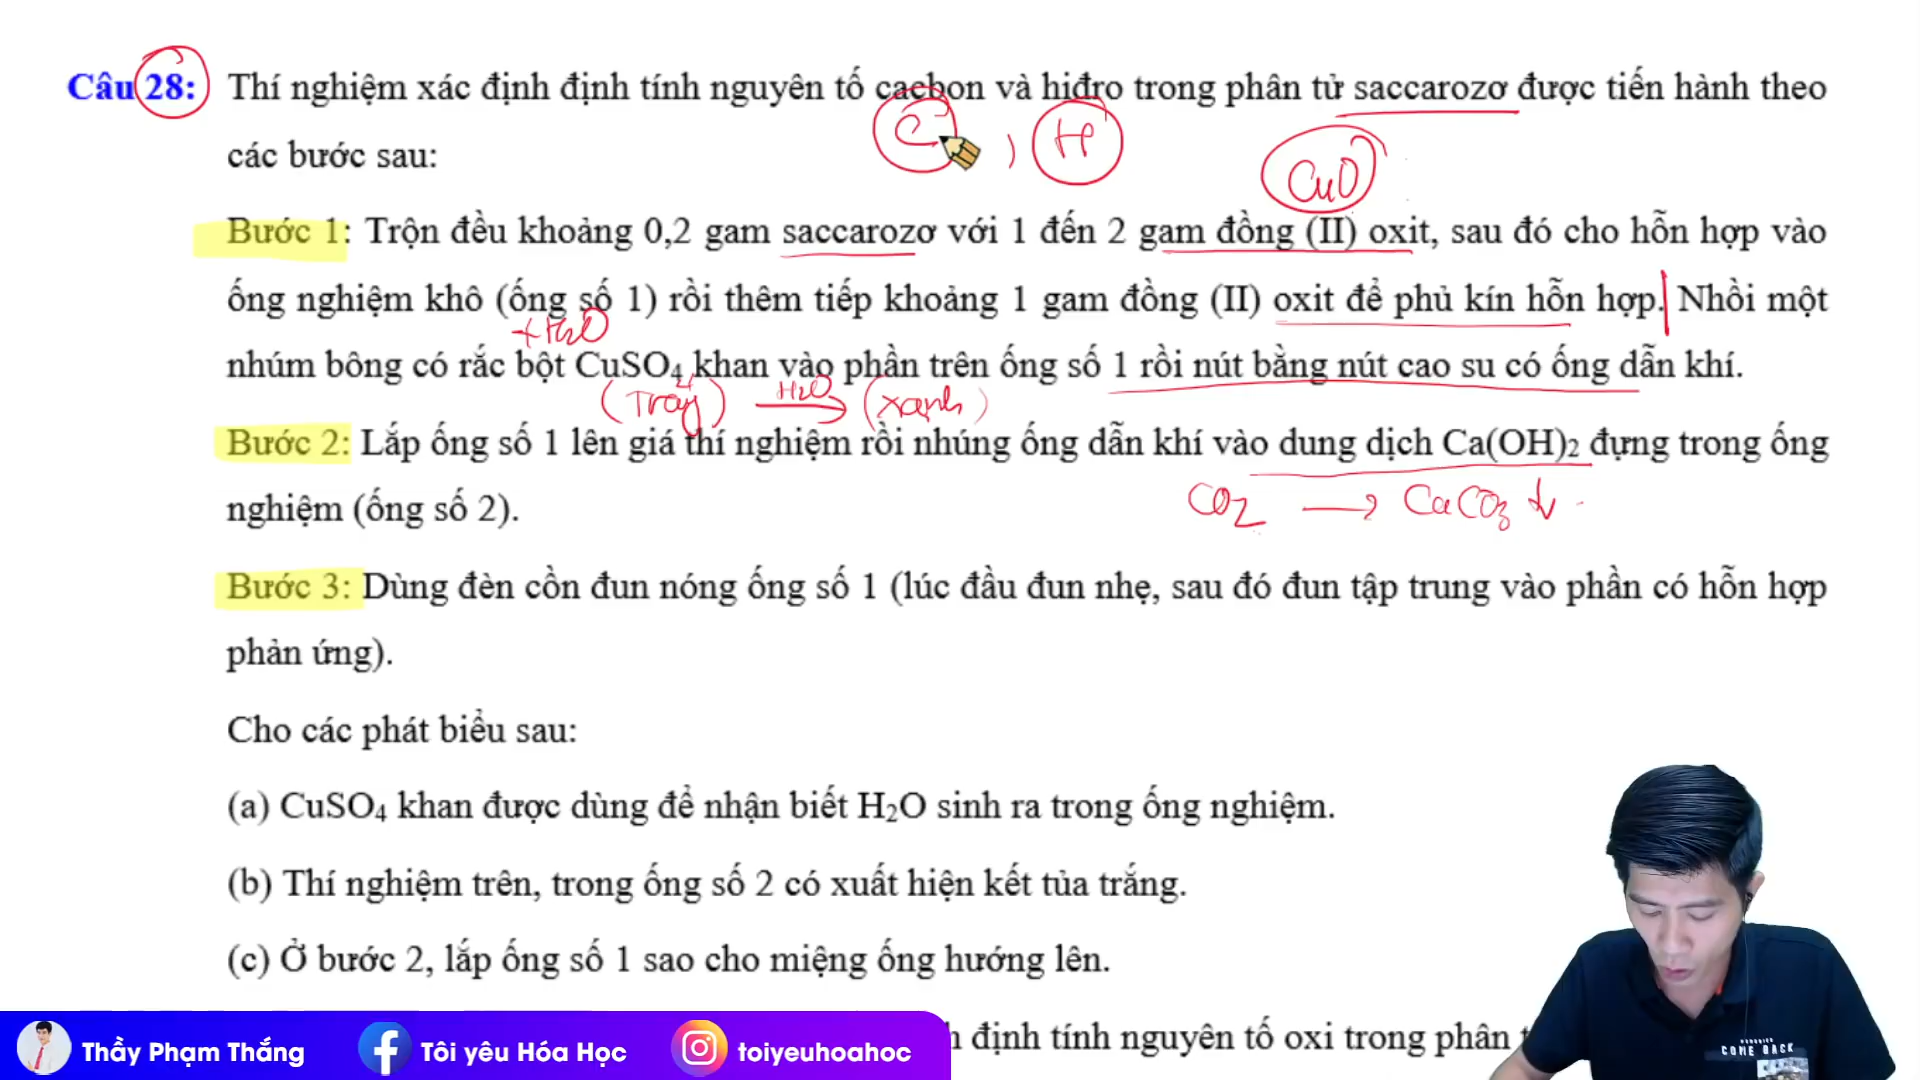 Câu 28: Thí nghiệm xác định định tính nguyên tố cacbon và hiđro trong phân tử saccarozơ được tiến hành theo
các bước sau:
C , H
CuO
Bước 1: Trộn đều khoảng 0,2 gam saccarozơ với 1 đến 2 gam đồng (II) oxit, sau đó cho hỗn hợp vào
ống nghiệm khô (ống số 1) rồi thêm tiếp khoảng 1 gam đồng (II) oxit để phủ kín hỗn hợp. Nhồi một
+H2O
nhúm bông có rắc bột CuSO4 khan vào phần trên ống số 1 rồi nút bằng nút cao su có ống dẫn khí.
(Trắng) H2O (xanh)
Bước 2: Lắp ống số 1 lên giá thí nghiệm rồi nhúng ống dẫn khí vào dung dịch Ca(OH)2 đựng trong ống
nghiệm (ống số 2).
CO2 → CaCO3 ↓
Bước 3: Dùng đèn cồn đun nóng ống số 1 (lúc đầu đun nhẹ, sau đó đun tập trung vào phần có hỗn hợp
phản ứng).
Cho các phát biểu sau:
(a) CuSO4 khan được dùng để nhận biết H2O sinh ra trong ống nghiệm.
(b) Thí nghiệm trên, trong ống số 2 có xuất hiện kết tủa trắng.
(c) Ở bước 2, lắp ống số 1 sao cho miệng ống hướng lên.
định tính nguyên tố oxi trong phân
Thầy Phạm Thắng
Tôi yêu Hóa Học
toiyeuhoahoc
COME BACK